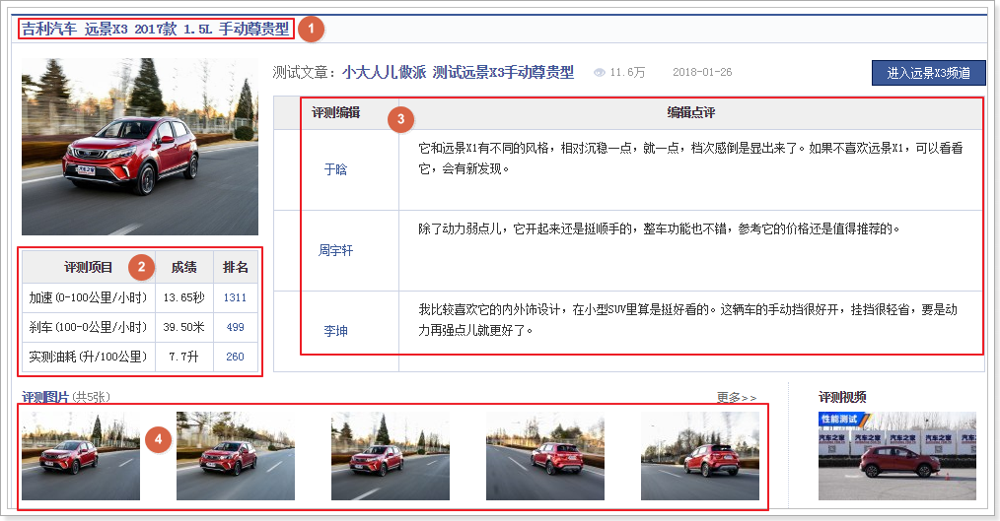 吉利汽车 远景X3 2017款 1.5L 手动尊贵型
1
测试文章：小大人儿做派 测试远景X3手动尊贵型 11.6万 2018-01-26 进入远景X3频道
评测编辑 3 编辑点评
于晗
它和远景X1有不同的风格，相对沉稳一点，就一点，档次感倒是显出来了。如果不喜欢远景X1，可以看看
它，会有新发现。
周宇轩
除了动力弱点儿，它开起来还是挺顺手的，整车功能也不错，参考它的价格还是值得推荐的。
李坤
我比较喜欢它的内外饰设计，在小型SUV里算是挺好看的。这辆车的手动挡很好开，挂挡很轻省，要是动
力再强点儿就更好了。
汽车之家
评测项目 2 成绩 排名
加速(0-100公里/小时) 13.65秒 1311
刹车(100-0公里/小时) 39.50米 499
实测油耗(升/100公里) 7.7升 260
评测图片(共5张) 更多>>
4
评测视频
性能测试
汽车之家 汽车之家 汽车之家